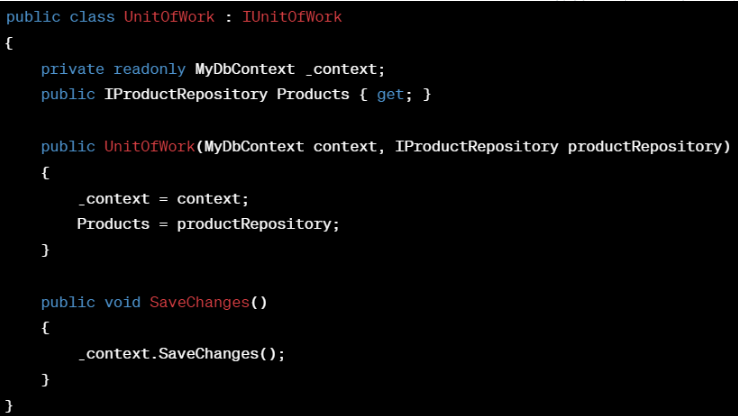 public class UnitOfWork : IUnitOfWork
{
    private readonly MyDbContext _context;
    public IProductRepository Products { get; }

    public UnitOfWork(MyDbContext context, IProductRepository productRepository)
    {
        _context = context;
        Products = productRepository;
    }

    public void SaveChanges()
    {
        _context.SaveChanges();
    }
}